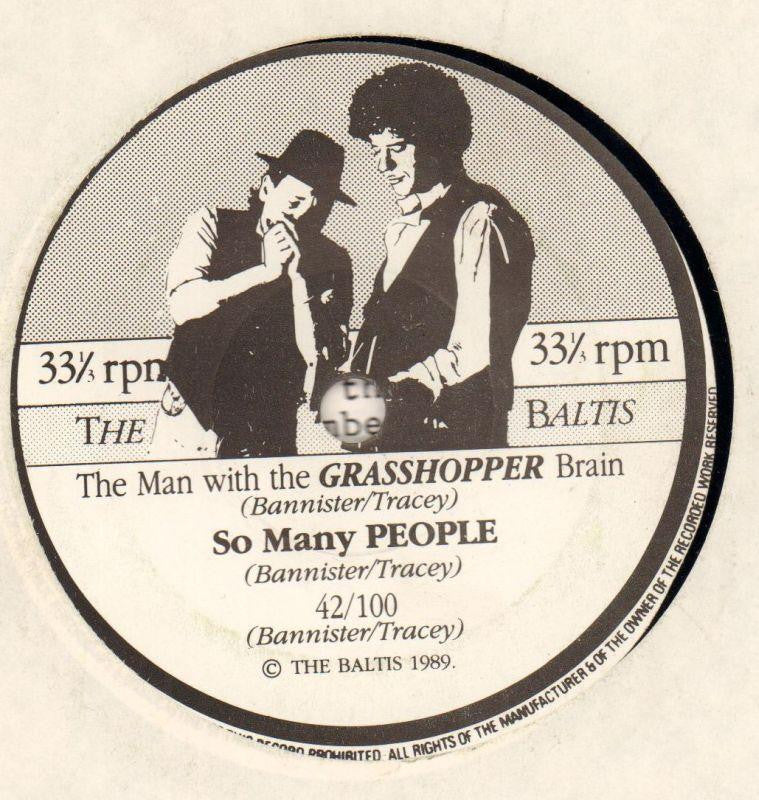 33⅓ rpm
33⅓ rpm
THE
BALTIS
The Man with the GRASSHOPPER Brain
(Bannister/Tracey)
So Many PEOPLE
(Bannister/Tracey)
42/100
(Bannister/Tracey)
© THE BALTIS 1989.
RECORD PROHIBITED. ALL RIGHTS OF THE MANUFACTURER & OF THE OWNER OF THE RECORDED WORK RESERVED